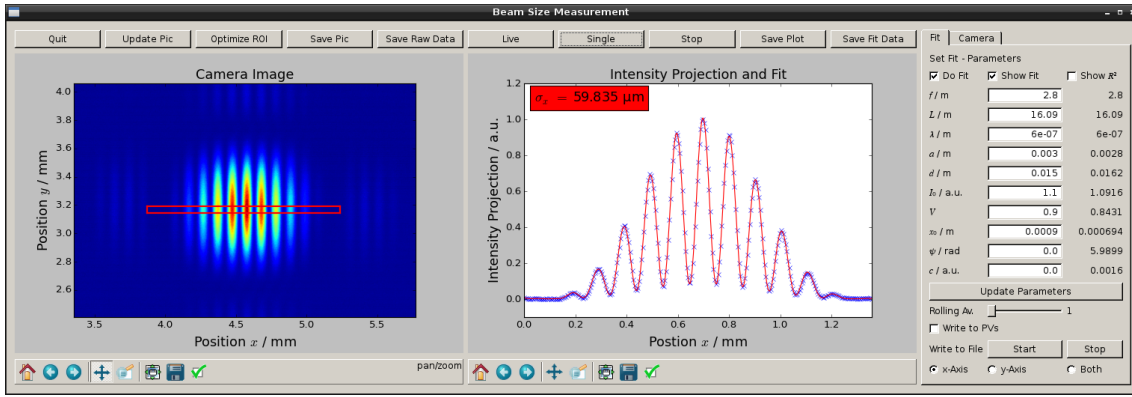 Beam Size Measurement
Quit Update Pic Optimize ROI Save Pic Save Raw Data Live Single Stop Save Plot Save Fit Data
Camera Image
4.0
3.8
3.6
3.4
3.2
3.0
2.8
2.6
Position y / mm
3.5 4.0 4.5 5.0 5.5
Position x / mm
pan/zoom
Intensity Projection and Fit
σx = 59.835 µm
1.2
1.0
0.8
0.6
0.4
0.2
0.0
Intensity Projection / a.u.
0.0 0.2 0.4 0.6 0.8 1.0 1.2
Postion x / mm
Fit Camera
Set Fit - Parameters
Do Fit Show Fit Show R²
f / m 2.8 2.8
L / m 16.09 16.09
λ / m 6e-07 6e-07
a / m 0.003 0.0028
d / m 0.015 0.0162
I₀ / a.u. 1.1 1.0916
V 0.9 0.8431
x₀ / m 0.0009 0.000694
ψ / rad 0.0 5.9899
c / a.u. 0.0 0.0016
Update Parameters
Rolling Av. 1
Write to PVs
Write to File Start Stop
x-Axis y-Axis Both